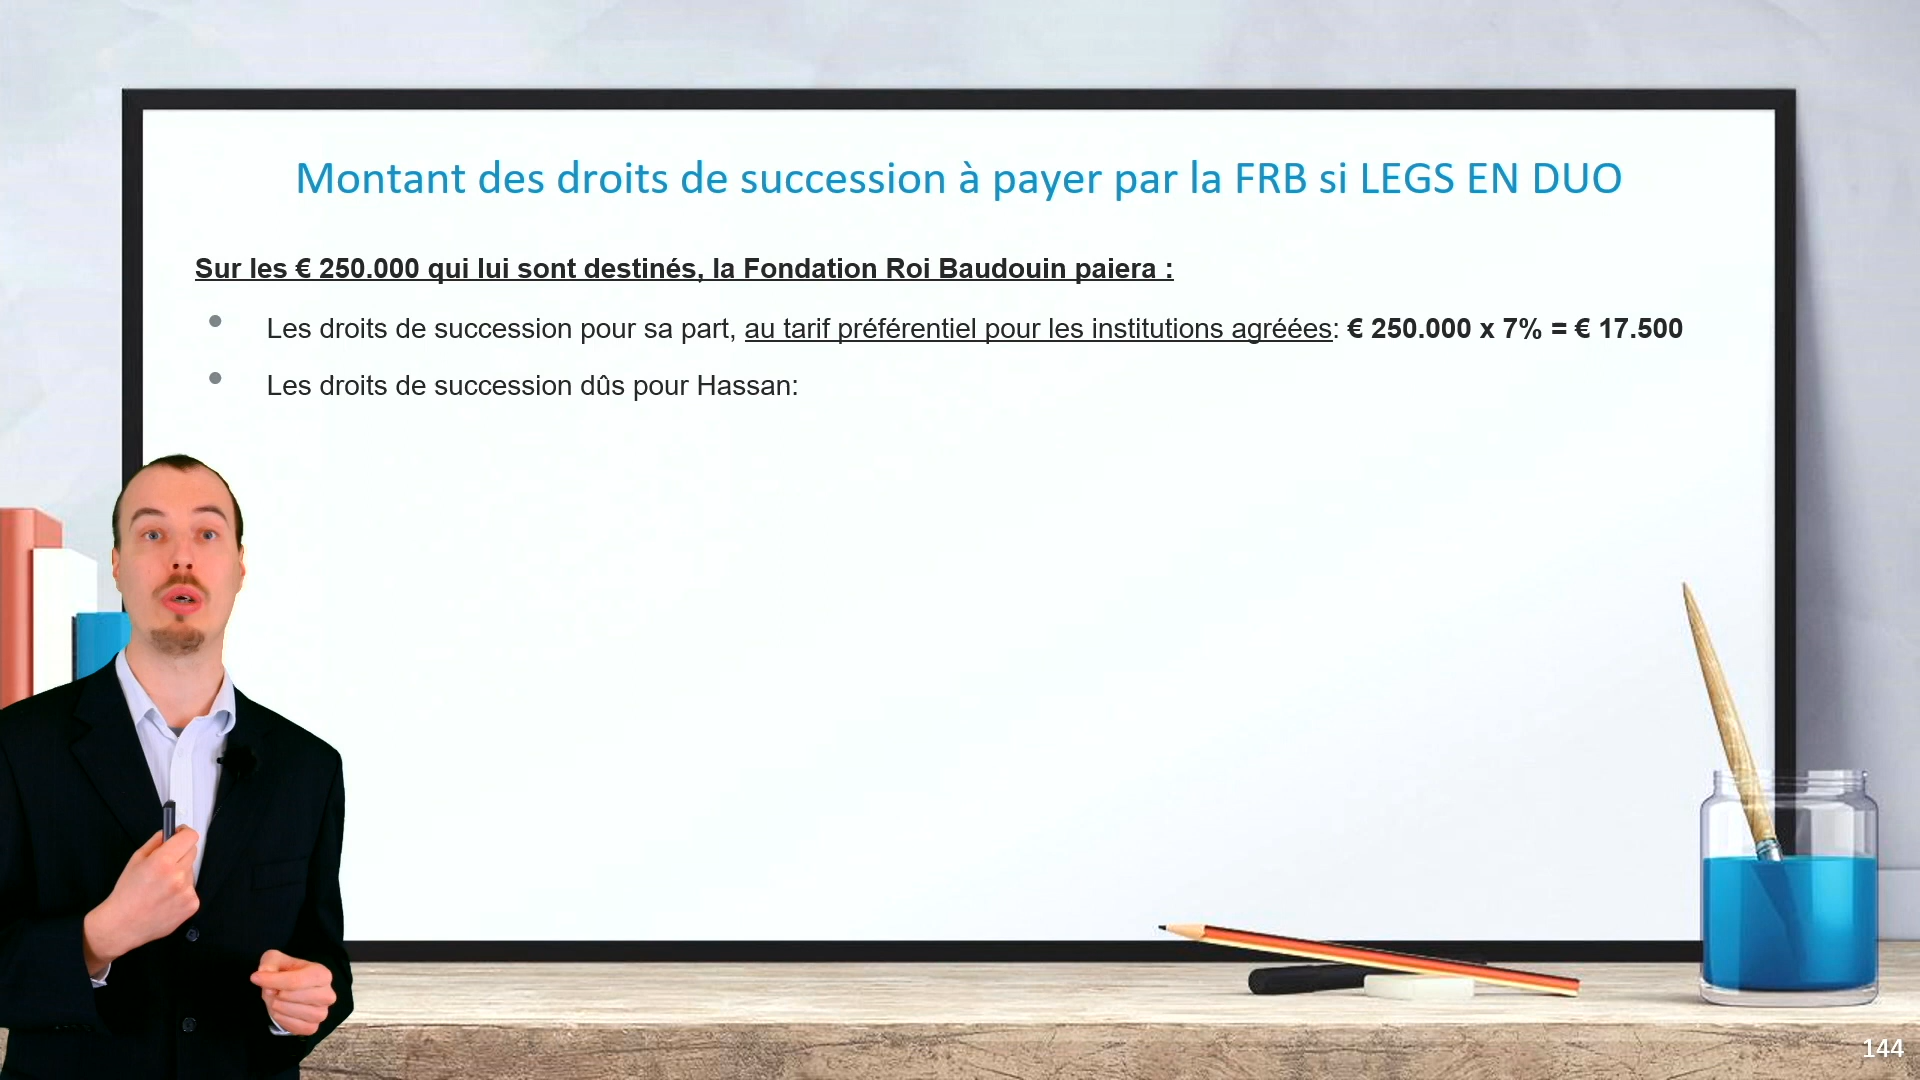 Montant des droits de succession à payer par la FRB si LEGS EN DUO
Sur les € 250.000 qui lui sont destinés, la Fondation Roi Baudouin paiera :
• Les droits de succession pour sa part, au tarif préférentiel pour les institutions agréées: € 250.000 x 7% = € 17.500
• Les droits de succession dûs pour Hassan:
144